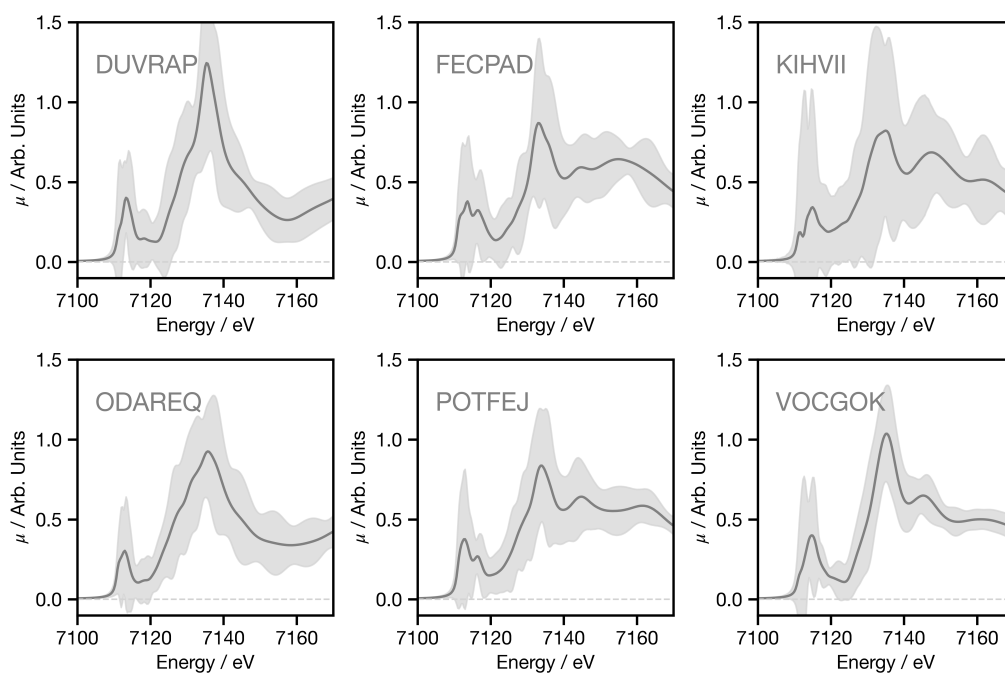 1.5 1.5 1.5
DUVRAP FECPAD KIHVII
1.0 1.0 1.0
μ / Arb. Units μ / Arb. Units μ / Arb. Units
0.5 0.5 0.5
0.0 0.0 0.0
7100 7120 7140 7160 7100 7120 7140 7160 7100 7120 7140 7160
Energy / eV Energy / eV Energy / eV
1.5 1.5 1.5
ODAREQ POTFEJ VOCGOK
1.0 1.0 1.0
μ / Arb. Units μ / Arb. Units μ / Arb. Units
0.5 0.5 0.5
0.0 0.0 0.0
7100 7120 7140 7160 7100 7120 7140 7160 7100 7120 7140 7160
Energy / eV Energy / eV Energy / eV